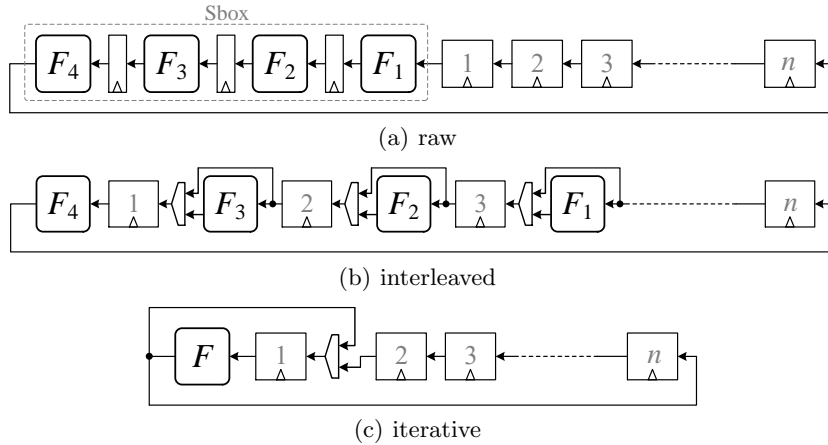 Sbox
F4 F3 F2 F1 1 2 3 n
(a) raw
F4 1 F3 2 F2 3 F1 n
(b) interleaved
F 1 2 3 n
(c) iterative